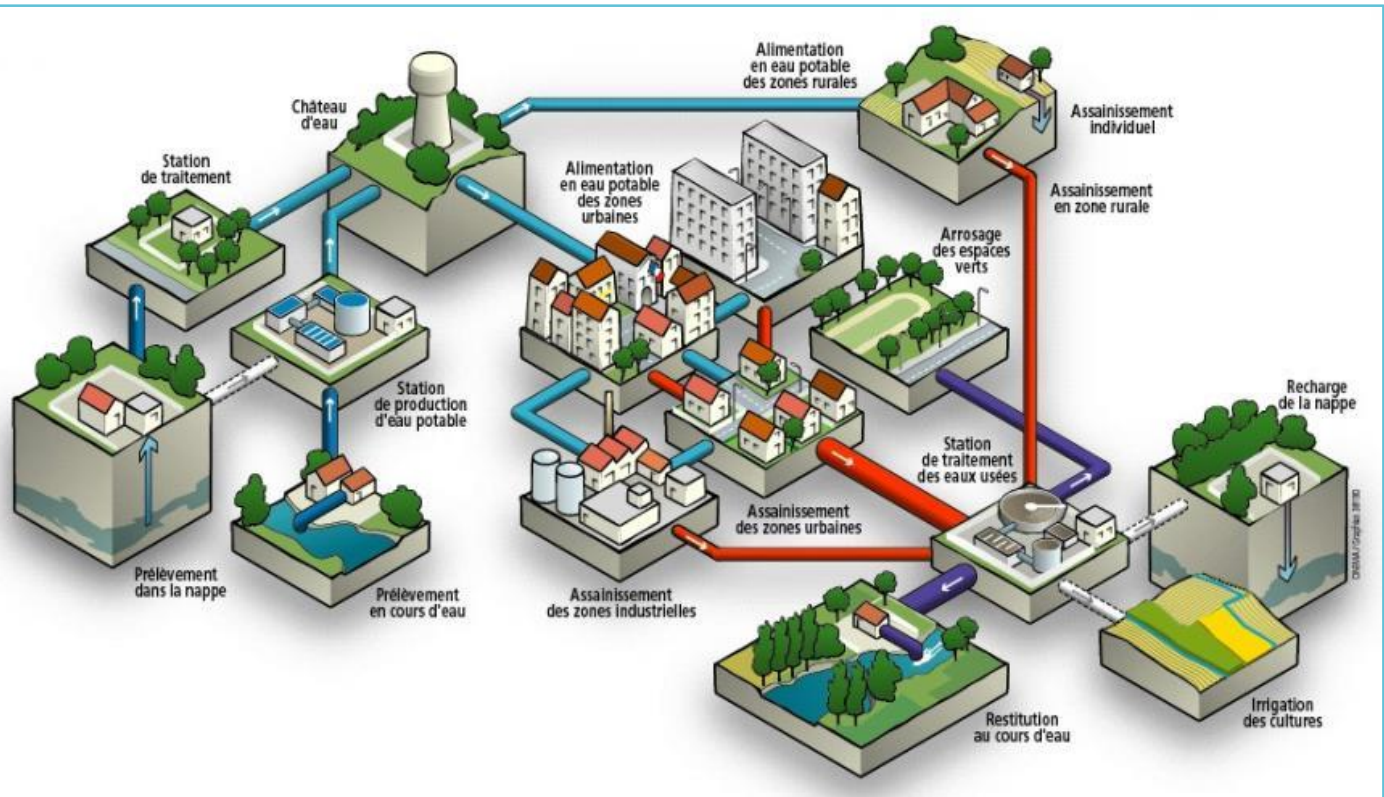 Alimentation
en eau potable
des zones rurales
Château
d'eau
Assainissement
individuel
Station
de traitement
Alimentation
en eau potable
des zones
urbaines
Assainissement
en zone rurale
Arrosage
des espaces
verts
Station
de production
d'eau potable
Recharge
de la nappe
Station
de traitement
des eaux usées
Assainissement
des zones urbaines
Prélèvement
dans la nappe
Prélèvement
en cours d'eau
Assainissement
des zones industrielles
Restitution
au cours d'eau
Irrigation
des cultures